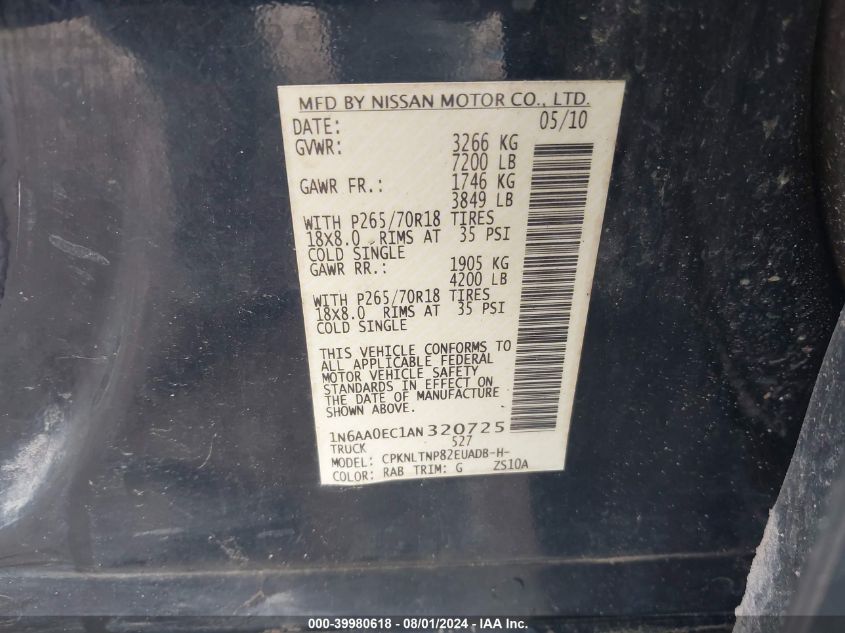 MFD BY NISSAN MOTOR CO., LTD.
DATE: 05/10
GVWR: 3266 KG
7200 LB
GAWR FR.: 1746 KG
3849 LB
WITH P265/70R18 TIRES
18X8.0 RIMS AT 35 PSI
COLD SINGLE
GAWR RR.: 1905 KG
4200 LB
WITH P265/70R18 TIRES
18X8.0 RIMS AT 35 PSI
COLD SINGLE
THIS VEHICLE CONFORMS TO
ALL APPLICABLE FEDERAL
MOTOR VEHICLE SAFETY
STANDARDS IN EFFECT ON
THE DATE OF MANUFACTURE
SHOWN ABOVE.
1N6AA0EC1AN320725
TRUCK 527
MODEL: CPKNLTNP82EUADB-H-
COLOR: RAB TRIM: G ZS10A
000-39980618 - 08/01/2024 - IAA Inc.